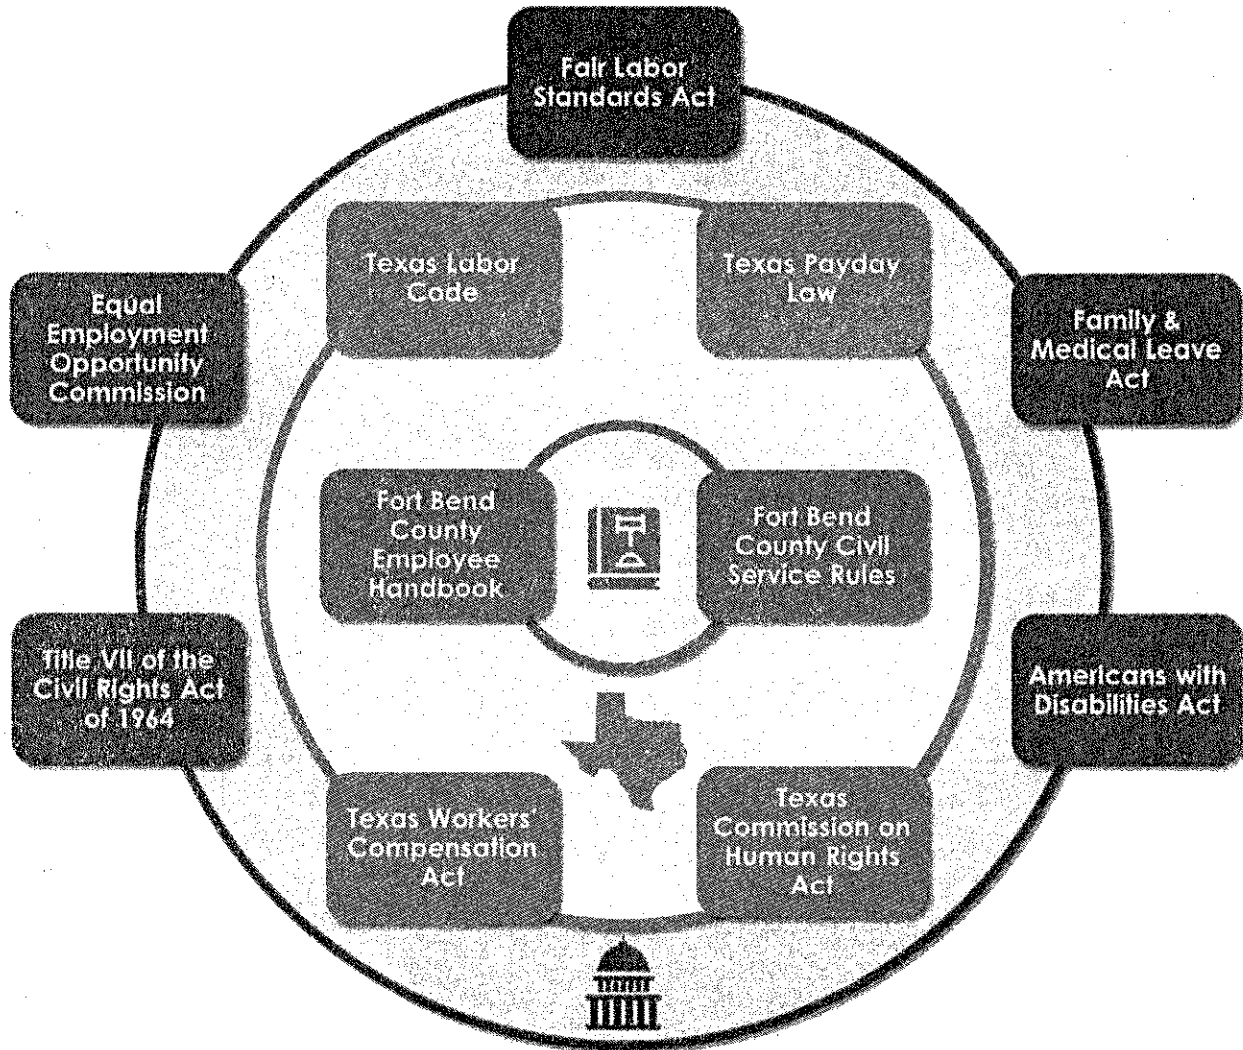 Fair Labor
Standards Act
Texas Labor
Code
Texas Payday
Law
Equal
Employment
Opportunity
Commission
Family &
Medical Leave
Act
Fort Bend
County
Employee
Handbook
Fort Bend
County Civil
Service Rules
Title VII of the
Civil Rights Act
of 1964
Americans with
Disabilities Act
Texas Workers'
Compensation
Act
Texas
Commission on
Human Rights
Act